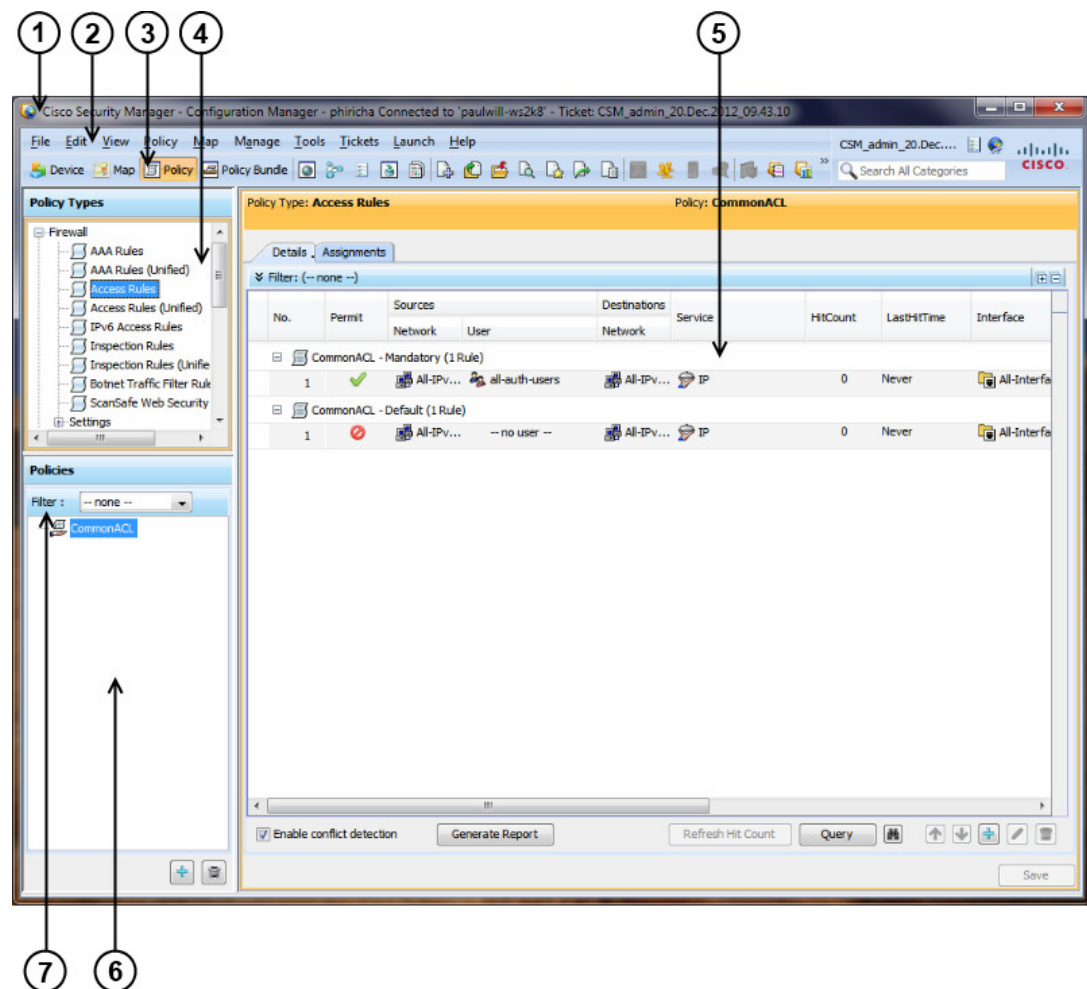 1 2 3 4 5
Cisco Security Manager - Configuration Manager - phiricha Connected to 'paulwill-ws2k8' - Ticket: CSM_admin_20.Dec.2012_09.43.10
File Edit View Policy Map Manage Tools Tickets Launch Help
CSM_admin_20.Dec....
CISCO
Device Map Policy Policy Bundle
Search All Categories
Policy Types
Firewall
AAA Rules
AAA Rules (Unified)
Access Rules
Access Rules (Unified)
IPv6 Access Rules
Inspection Rules
Inspection Rules (Unifie
Botnet Traffic Filter Rule
ScanSafe Web Security
Settings
Policies
Filter : -- none --
CommonACL
Policy Type: Access Rules Policy: CommonACL
Details Assignments
Filter: (-- none --)
No. Permit Sources Destinations Service HitCount LastHitTime Interface
Network User Network
CommonACL - Mandatory (1 Rule)
1 All-IPv... all-auth-users All-IPv... IP 0 Never All-Interfa
CommonACL - Default (1 Rule)
1 All-IPv... -- no user -- All-IPv... IP 0 Never All-Interfa
Enable conflict detection Generate Report Refresh Hit Count Query
Save
7 6